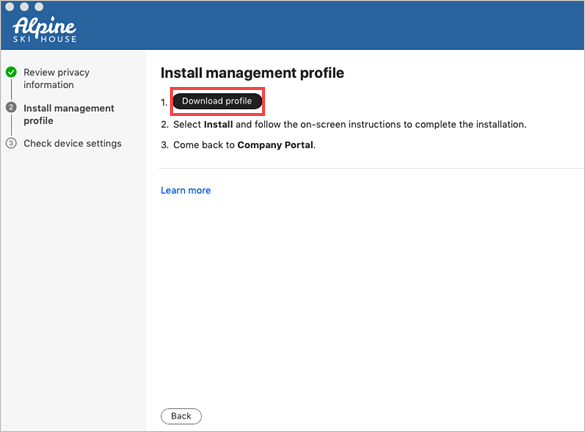 Alpine
SKI HOUSE
Review privacy
information
2 Install management
profile
3 Check device settings
Install management profile
1. Download profile
2. Select Install and follow the on-screen instructions to complete the installation.
3. Come back to Company Portal.
Learn more
Back